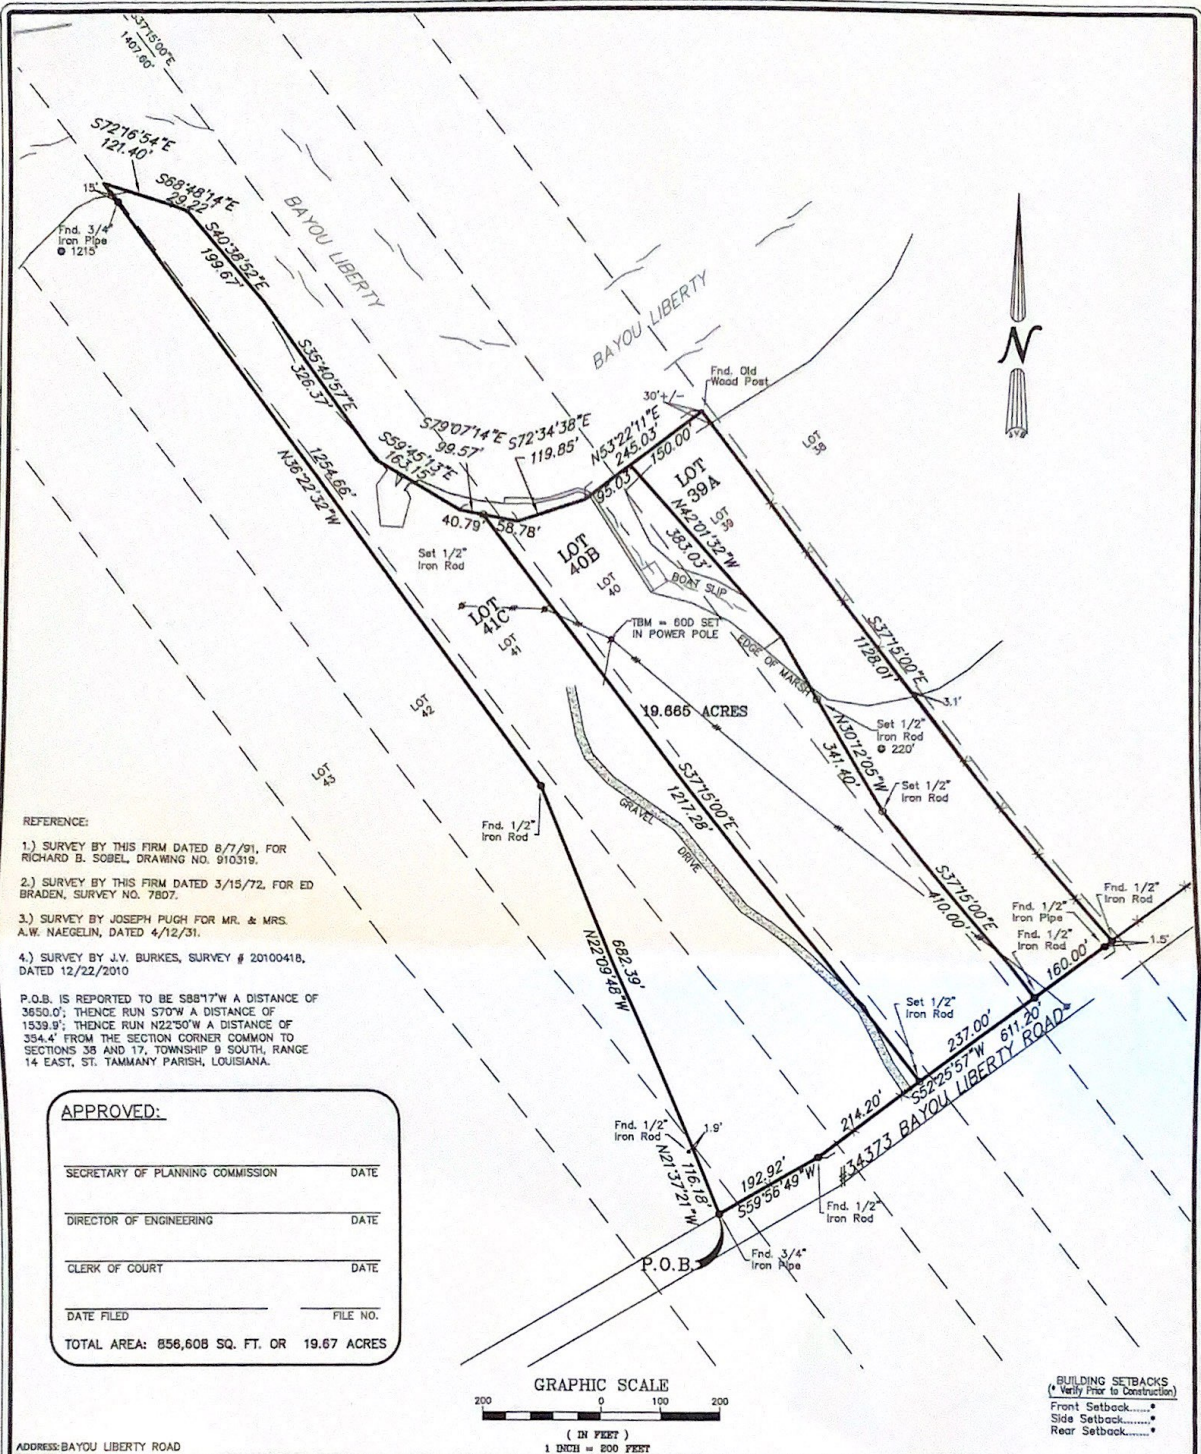 S37°15'00"E
1407.60'
S72°16'54"E
121.40'
S68°48'14"E
29.22'
15'
Fnd. 3/4"
Iron Pipe
@ 1215'
S40°38'52"E
199.67'
BAYOU LIBERTY
BAYOU LIBERTY
S35°40'57"E
326.37'
N
Fnd. Old
Wood Post
30'+/-
S79°07'14"E
99.57'
S72°34'38"E
119.85'
N53°22'11"E
245.03'
150.00'
95.03'
S59°45'13"E
163.15'
LOT
38
LOT
39A
LOT
39
1254.66'
N36°22'32"W
40.79'
58.78'
N42°01'32"W
383.03'
Set 1/2"
Iron Rod
LOT
40B
LOT
40
BOAT SLIP
LOT
41C
LOT
41
TBM = 60D SET
IN POWER POLE
EDGE OF MARSH
S37°15'00"E
1128.01'
3.1'
LOT
42
19.665 ACRES
Set 1/2"
Iron Rod
@ 220'
N30°12'05"W
341.40'
LOT
43
S37°15'00"E
1217.28'
Set 1/2"
Iron Rod
GRAVEL
DRIVE
Fnd. 1/2"
Iron Rod
REFERENCE:
1.) SURVEY BY THIS FIRM DATED 8/7/91, FOR
RICHARD B. SOBEL, DRAWING NO. 910319.
2.) SURVEY BY THIS FIRM DATED 3/15/72, FOR ED
BRADEN, SURVEY NO. 7807.
3.) SURVEY BY JOSEPH PUGH FOR MR. & MRS.
A.W. NAEGELIN, DATED 4/12/31.
4.) SURVEY BY J.V. BURKES, SURVEY # 20100418,
DATED 12/22/2010
P.O.B. IS REPORTED TO BE S88°17'W A DISTANCE OF
3650.0'; THENCE RUN S70°W A DISTANCE OF
1539.9'; THENCE RUN N22°50'W A DISTANCE OF
354.4' FROM THE SECTION CORNER COMMON TO
SECTIONS 38 AND 17, TOWNSHIP 9 SOUTH, RANGE
14 EAST, ST. TAMMANY PARISH, LOUISIANA.
S37°15'00"E
410.00'
Fnd. 1/2"
Iron Rod
Fnd. 1/2"
Iron Pipe
Fnd. 1/2"
Iron Rod
1.5'
160.00'
682.39'
N22°09'48"W
Set 1/2"
Iron Rod
237.00'
611.20'
S52°25'57"W
#34373 BAYOU LIBERTY ROAD
214.20'
Fnd. 1/2"
Iron Rod
1.9'
116.18'
N21°37'21"W
192.92'
S59°56'49"W
Fnd. 1/2"
Iron Rod
P.O.B.
Fnd. 3/4"
Iron Pipe
APPROVED:
SECRETARY OF PLANNING COMMISSION DATE
DIRECTOR OF ENGINEERING DATE
CLERK OF COURT DATE
DATE FILED FILE NO.
TOTAL AREA: 856,608 SQ. FT. OR 19.67 ACRES
GRAPHIC SCALE
200 0 100 200
( IN FEET )
1 INCH = 200 FEET
BUILDING SETBACKS
(* Verify Prior to Construction)
Front Setback......*
Side Setback.......*
Rear Setback.......*
ADDRESS: BAYOU LIBERTY ROAD